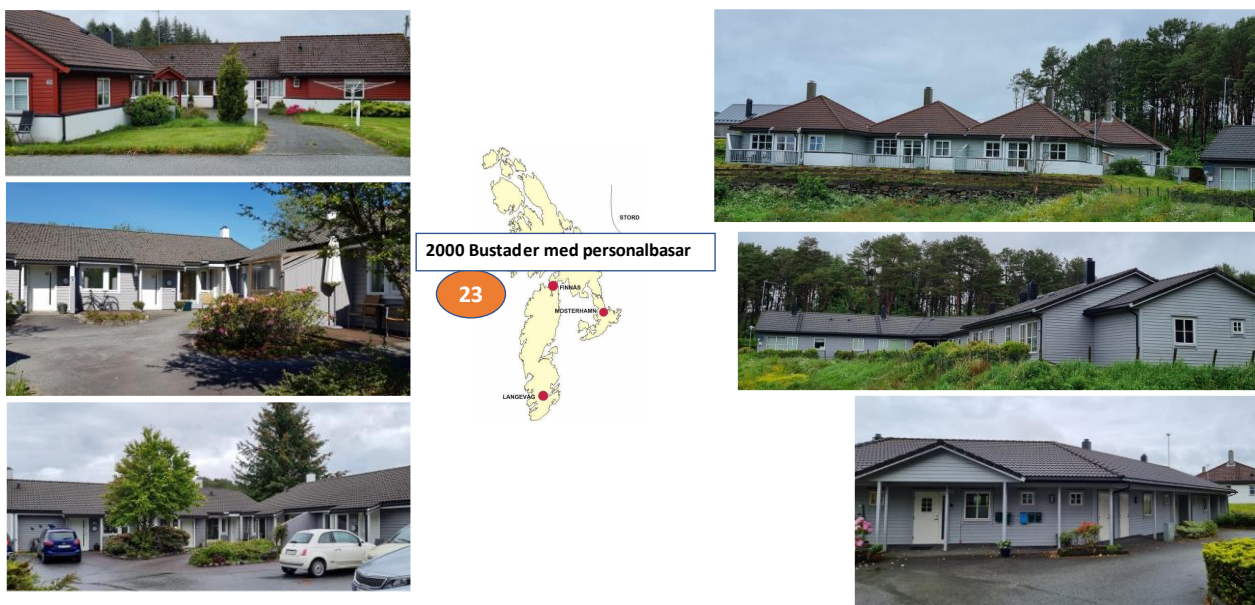 STORD
2000 Bustader med personalbasar
23
FINNÅS
MOSTERHAMN
LANGEVÅG